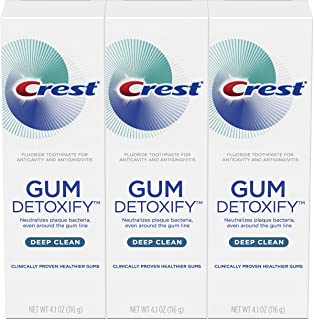 Crest Crest Crest
FLUORIDE TOOTHPASTE FOR FLUORIDE TOOTHPASTE FOR FLUORIDE TOOTHPASTE FOR
ANTICAVITY AND ANTIGINGIVITIS ANTICAVITY AND ANTIGINGIVITIS ANTICAVITY AND ANTIGINGIVITIS
GUM GUM GUM
DETOXIFY™ DETOXIFY™ DETOXIFY™
Neutralizes plaque bacteria, Neutralizes plaque bacteria, Neutralizes plaque bacteria,
even around the gum line even around the gum line even around the gum line
DEEP CLEAN DEEP CLEAN DEEP CLEAN
CLINICALLY PROVEN HEALTHIER GUMS CLINICALLY PROVEN HEALTHIER GUMS CLINICALLY PROVEN HEALTHIER GUMS
NET WT 4.1 OZ (116 g) NET WT 4.1 OZ (116 g) NET WT 4.1 OZ (116 g)